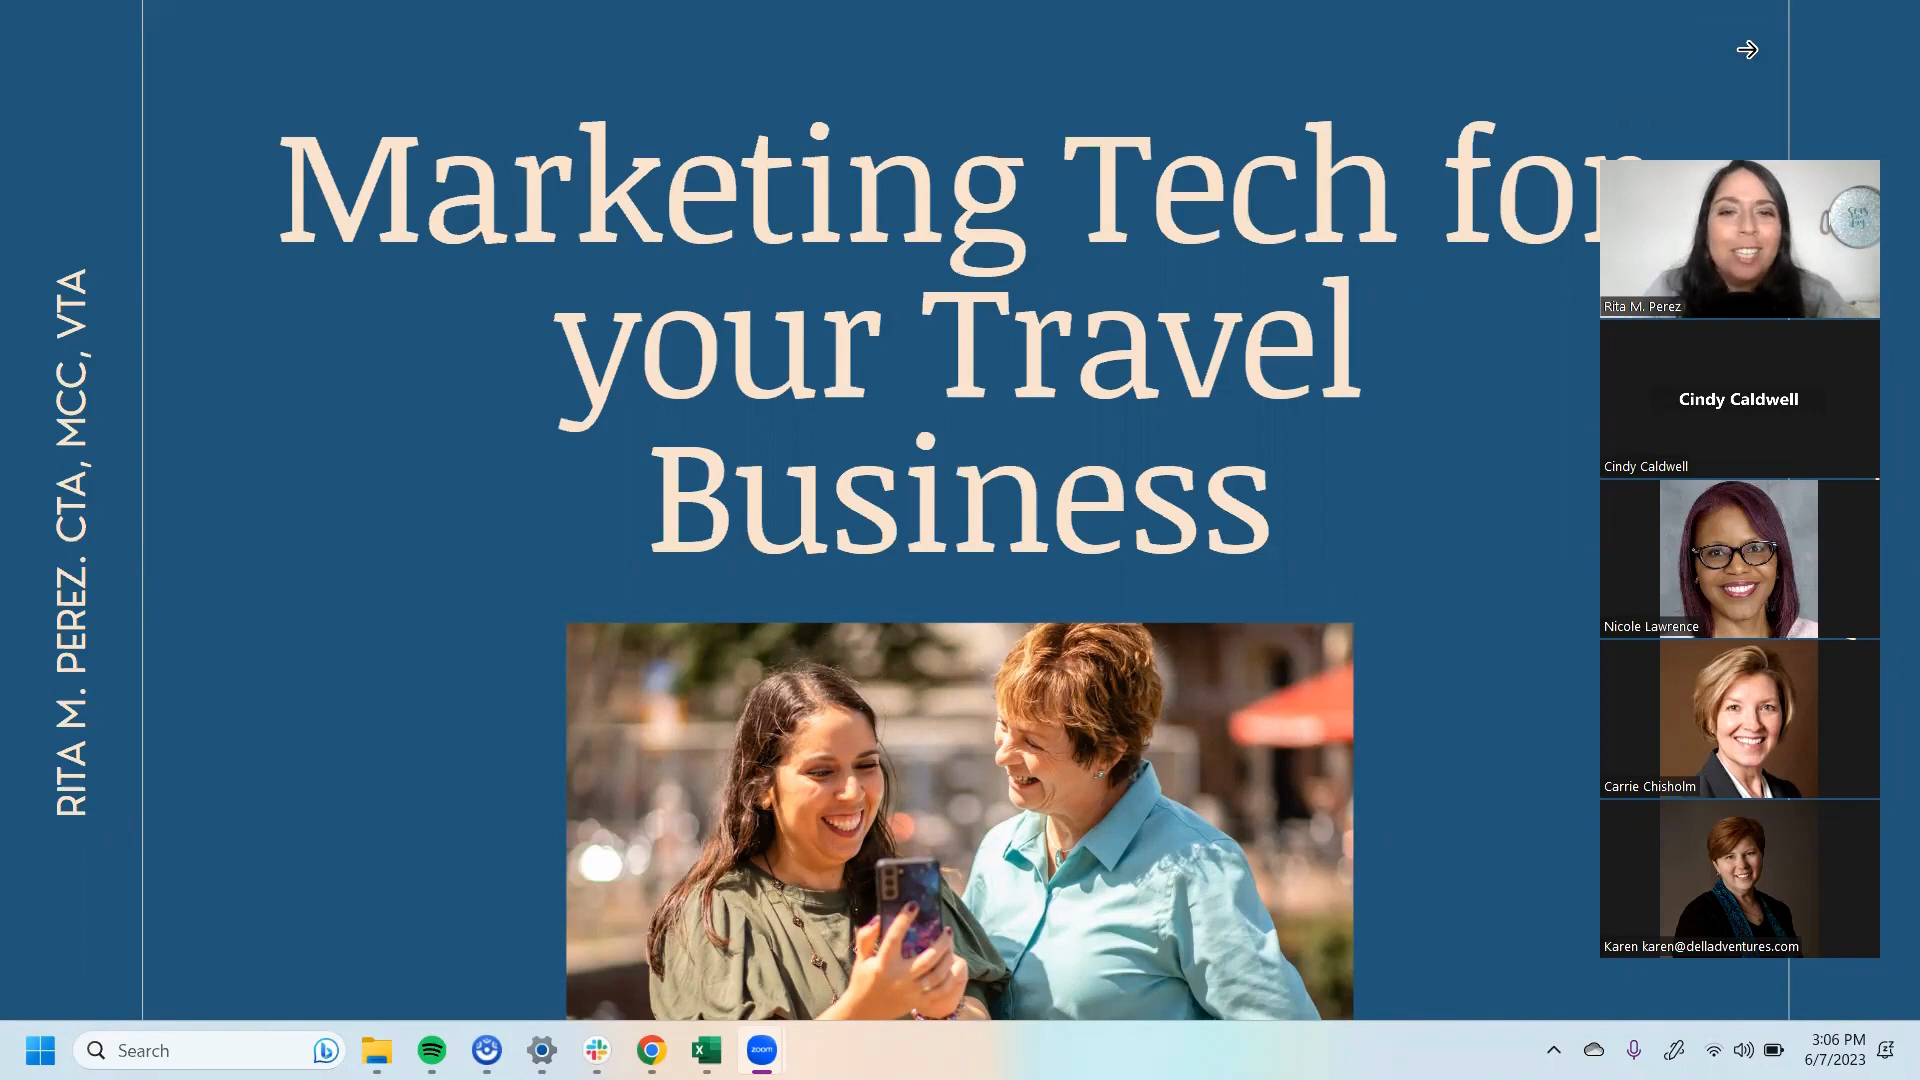 Marketing Tech for
your Travel
Business
RITA M. PEREZ. CTA, MCC, VTA
Rita M. Perez
Cindy Caldwell
Cindy Caldwell
Nicole Lawrence
Carrie Chisholm
Karen karen@delladventures.com
Search
zoom
3:06 PM
6/7/2023